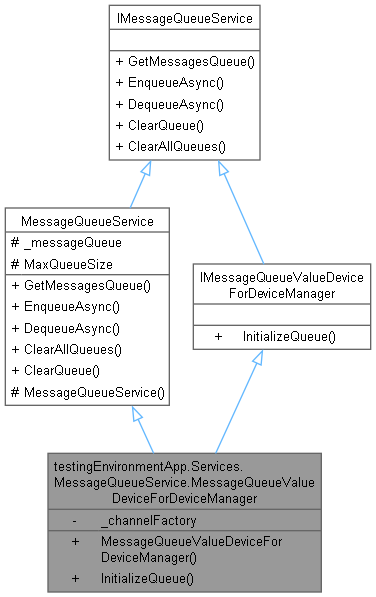 IMessageQueueService
+ GetMessagesQueue()
+ EnqueueAsync()
+ DequeueAsync()
+ ClearQueue()
+ ClearAllQueues()
MessageQueueService
# _messageQueue
# MaxQueueSize
+ GetMessagesQueue()
+ EnqueueAsync()
+ DequeueAsync()
+ ClearAllQueues()
+ ClearQueue()
# MessageQueueService()
IMessageQueueValueDevice
ForDeviceManager
+ InitializeQueue()
testingEnvironmentApp.Services.
MessageQueueService.MessageQueueValue
DeviceForDeviceManager
- _channelFactory
+ MessageQueueValueDeviceFor
DeviceManager()
+ InitializeQueue()